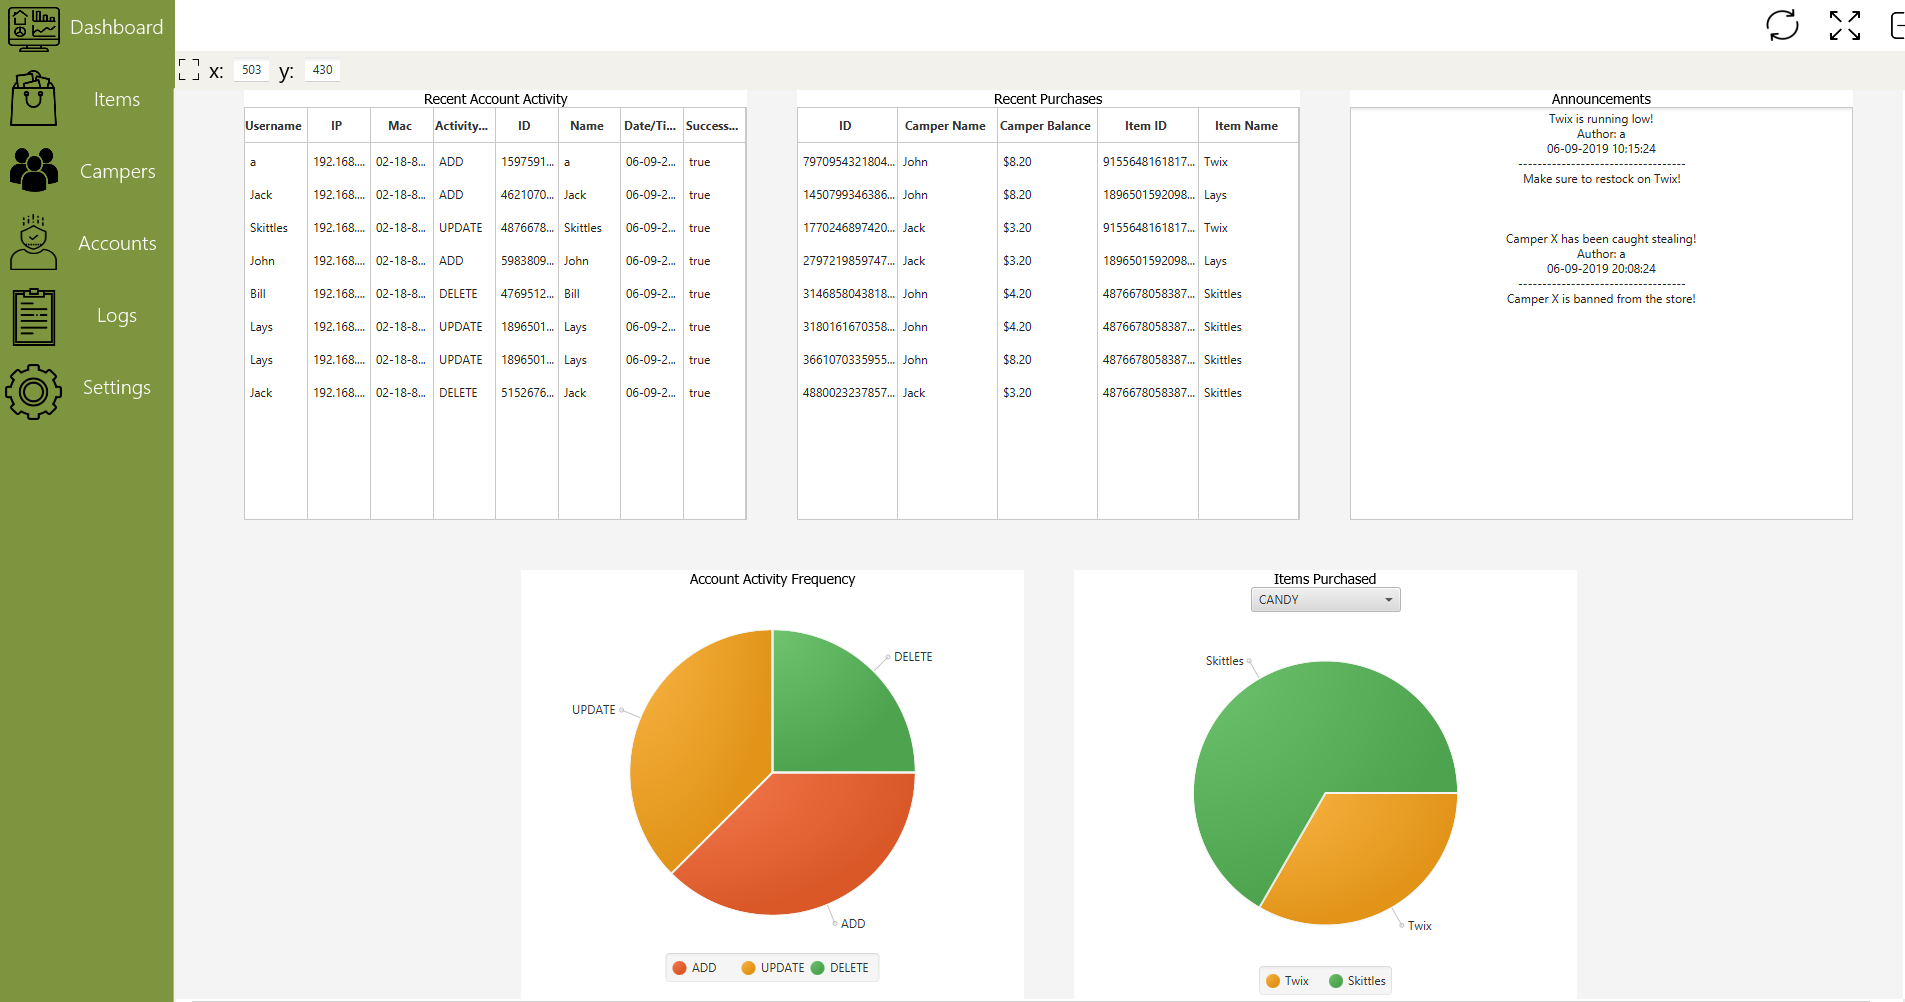 Dashboard
Items
Campers
Accounts
Logs
Settings
x: 503 y: 430
Recent Account Activity
Username IP Mac Activity... ID Name Date/Ti... Success...
a 192.168.... 02-18-8... ADD 1597591... a 06-09-2... true
Jack 192.168.... 02-18-8... ADD 4621070... Jack 06-09-2... true
Skittles 192.168.... 02-18-8... UPDATE 4876678... Skittles 06-09-2... true
John 192.168.... 02-18-8... ADD 5983809... John 06-09-2... true
Bill 192.168.... 02-18-8... DELETE 4769512... Bill 06-09-2... true
Lays 192.168.... 02-18-8... UPDATE 1896501... Lays 06-09-2... true
Lays 192.168.... 02-18-8... UPDATE 1896501... Lays 06-09-2... true
Jack 192.168.... 02-18-8... DELETE 5152676... Jack 06-09-2... true
Recent Purchases
ID Camper Name Camper Balance Item ID Item Name
7970954321804... John $8.20 9155648161817... Twix
1450799346386... John $8.20 1896501592098... Lays
1770246897420... Jack $3.20 9155648161817... Twix
2797219859747... Jack $3.20 1896501592098... Lays
3146858043818... John $4.20 4876678058387... Skittles
3180161670358... John $4.20 4876678058387... Skittles
3661070335955... John $8.20 4876678058387... Skittles
4880023237857... Jack $3.20 4876678058387... Skittles
Announcements
Twix is running low!
Author: a
06-09-2019 10:15:24
-----------------------------------
Make sure to restock on Twix!
Camper X has been caught stealing!
Author: a
06-09-2019 20:08:24
-----------------------------------
Camper X is banned from the store!
Account Activity Frequency
DELETE
UPDATE
ADD
ADD UPDATE DELETE
Items Purchased
CANDY
Skittles
Twix
Twix Skittles